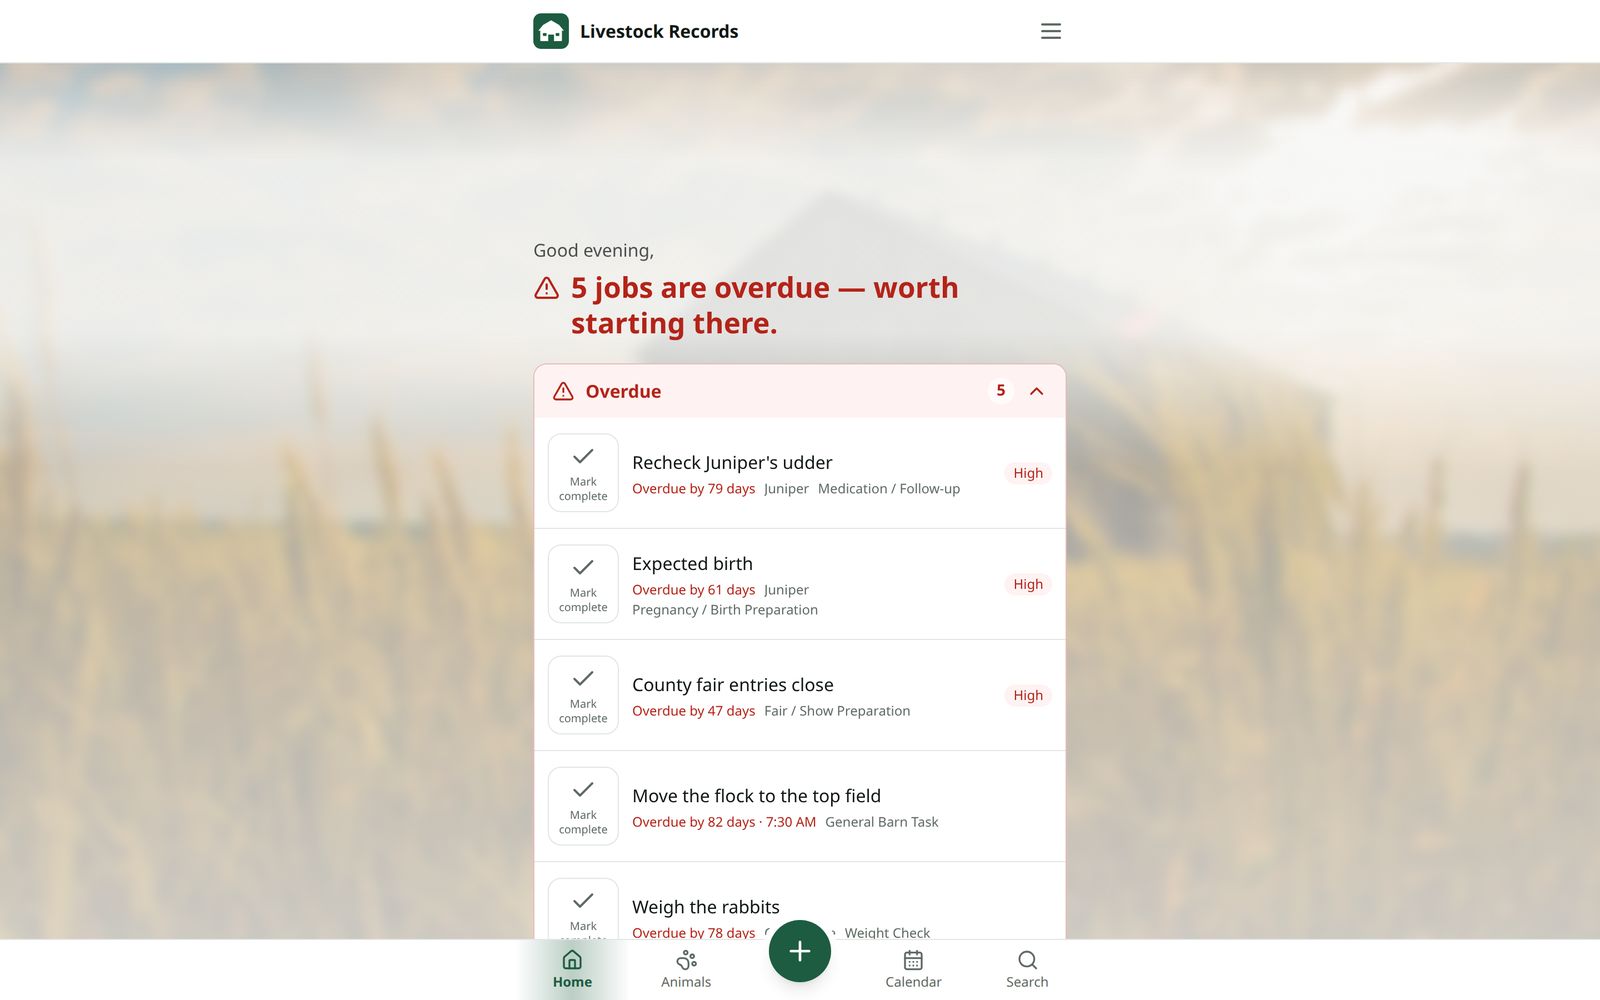 Livestock Records
Good evening,
5 jobs are overdue — worth
starting there.
Overdue
5
Mark
complete
Recheck Juniper's udder
Overdue by 79 days Juniper Medication / Follow-up
High
Mark
complete
Expected birth
Overdue by 61 days Juniper
Pregnancy / Birth Preparation
High
Mark
complete
County fair entries close
Overdue by 47 days Fair / Show Preparation
High
Mark
complete
Move the flock to the top field
Overdue by 82 days · 7:30 AM General Barn Task
Mark
Weigh the rabbits
Overdue by 78 days Weight Check
Home
Animals
Calendar
Search